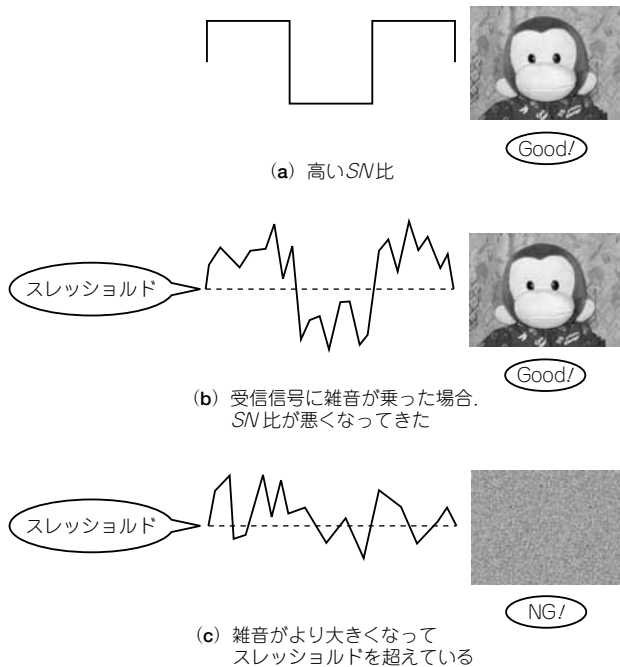 Good!
(a) 高いSN比
スレッショルド
Good!
(b) 受信信号に雑音が乗った場合.
SN比が悪くなってきた
スレッショルド
NG!
(c) 雑音がより大きくなって
スレッショルドを超えている